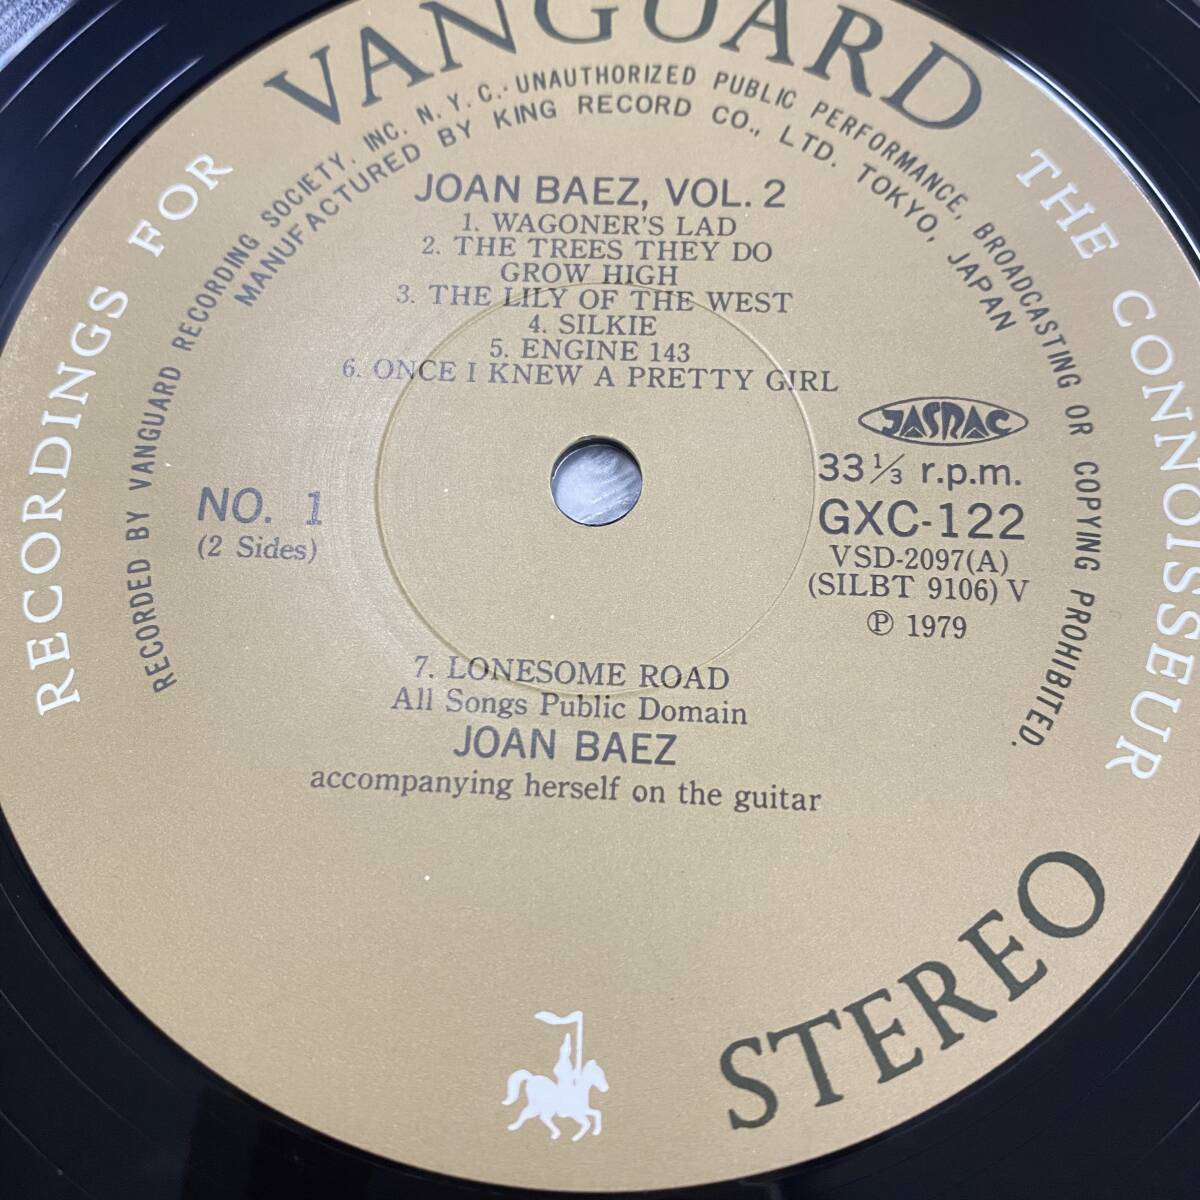 VANGUARD
RECORDINGS FOR THE CONNOISSEUR
RECORDED BY VANGUARD RECORDING SOCIETY, INC. N.Y.C.· UNAUTHORIZED PUBLIC PERFORMANCE, BROADCASTING OR COPYING PROHIBITED.
MANUFACTURED BY KING RECORD CO., LTD. TOKYO, JAPAN
JOAN BAEZ, VOL. 2
1. WAGONER'S LAD
2. THE TREES THEY DO
GROW HIGH
3. THE LILY OF THE WEST
4. SILKIE
5. ENGINE 143
6. ONCE I KNEW A PRETTY GIRL
JASRAC
33 1/3 r.p.m.
NO. 1
(2 Sides)
GXC-122
VSD-2097(A)
(SILBT 9106) V
Ⓟ 1979
7. LONESOME ROAD
All Songs Public Domain
JOAN BAEZ
accompanying herself on the guitar
STEREO